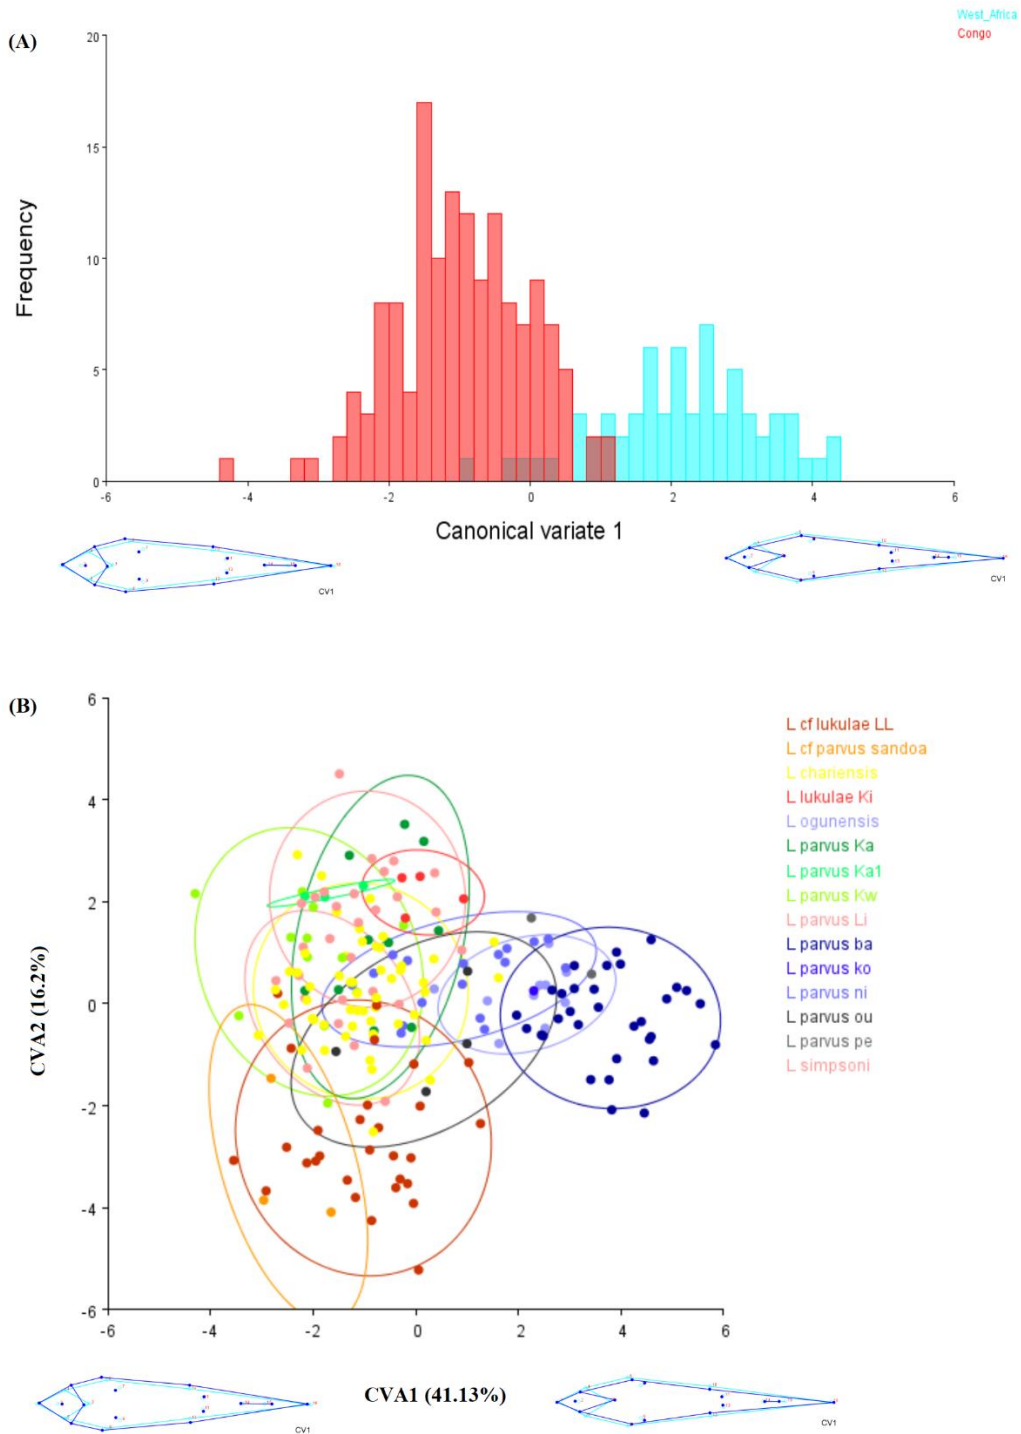 West_Africa
Congo
(A)
20
15
10
5
0
Frequency
-6
-4
-2
0
2
4
6
Canonical variate 1
CV1
CV1
(B)
6
4
2
0
-2
-4
-6
CVA2 (16.2%)
L cf lukulae LL
L cf parvus sandoa
L chariensis
L lukulae Ki
L ogunensis
L parvus Ka
L parvus Ka1
L parvus Kw
L parvus Li
L parvus ba
L parvus ko
L parvus ni
L parvus ou
L parvus pe
L simpsoni
-6
-4
-2
0
2
4
6
CVA1 (41.13%)
CV1
CV1